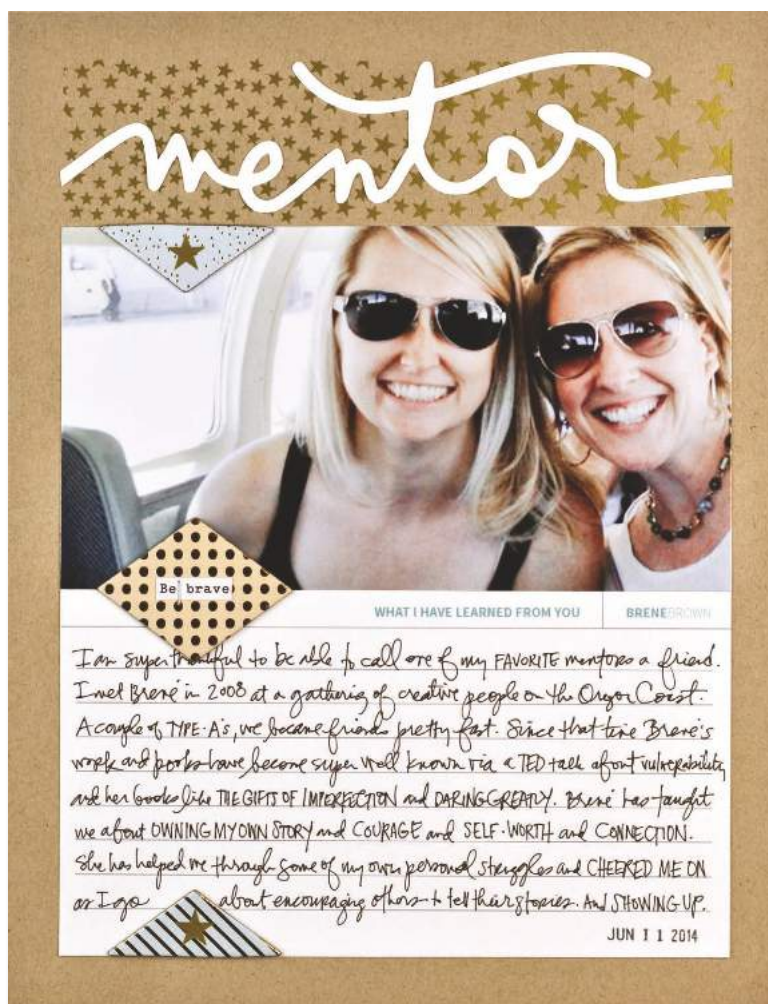 mentor
Be brave
WHAT I HAVE LEARNED FROM YOU BRENEBROWN
I am super thankful to be able to call one of my FAVORITE mentors a friend.
I met Brené in 2008 at a gathering of creative people on the Oregon Coast.
A couple of TYPE-A's, we became friends pretty fast. Since that time Brené's
work and books have become super well known via a TED talk about vulnerability
and her books like THE GIFTS OF IMPERFECTION and DARING GREATLY. Brené has taught
me about OWNING MY OWN STORY and COURAGE and SELF-WORTH and CONNECTION.
She has helped me through some of my own personal struggles and CHEERED ME ON
as I go about encouraging others to tell their stories. And SHOWING UP.
JUN 11 2014